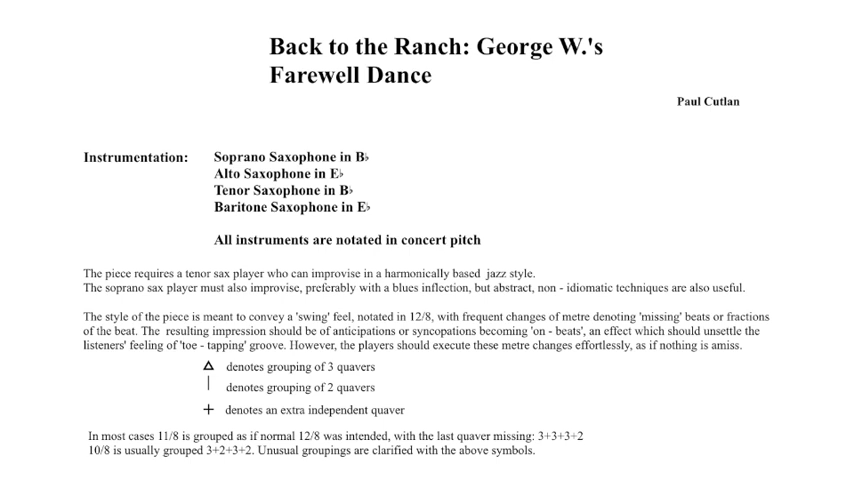 Back to the Ranch: George W.'s
Farewell Dance
Paul Cutlan
Instrumentation: Soprano Saxophone in B♭
Alto Saxophone in E♭
Tenor Saxophone in B♭
Baritone Saxophone in E♭
All instruments are notated in concert pitch
The piece requires a tenor sax player who can improvise in a harmonically based jazz style.
The soprano sax player must also improvise, preferably with a blues inflection, but abstract, non - idiomatic techniques are also useful.
The style of the piece is meant to convey a 'swing' feel, notated in 12/8, with frequent changes of metre denoting 'missing' beats or fractions
of the beat. The resulting impression should be of anticipations or syncopations becoming 'on - beats', an effect which should unsettle the
listeners' feeling of 'toe - tapping' groove. However, the players should execute these metre changes effortlessly, as if nothing is amiss.
△ denotes grouping of 3 quavers
| denotes grouping of 2 quavers
+ denotes an extra independent quaver
In most cases 11/8 is grouped as if normal 12/8 was intended, with the last quaver missing: 3+3+3+2
10/8 is usually grouped 3+2+3+2. Unusual groupings are clarified with the above symbols.